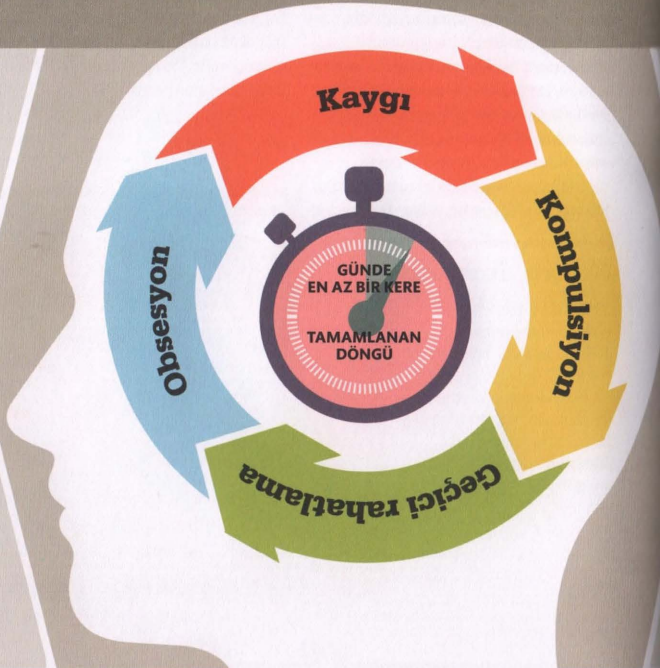 Kaygı
Kompulsiyon
Geçici rahatlama
Obsesyon
GÜNDE
EN AZ BİR KERE
TAMAMLANAN
DÖNGÜ